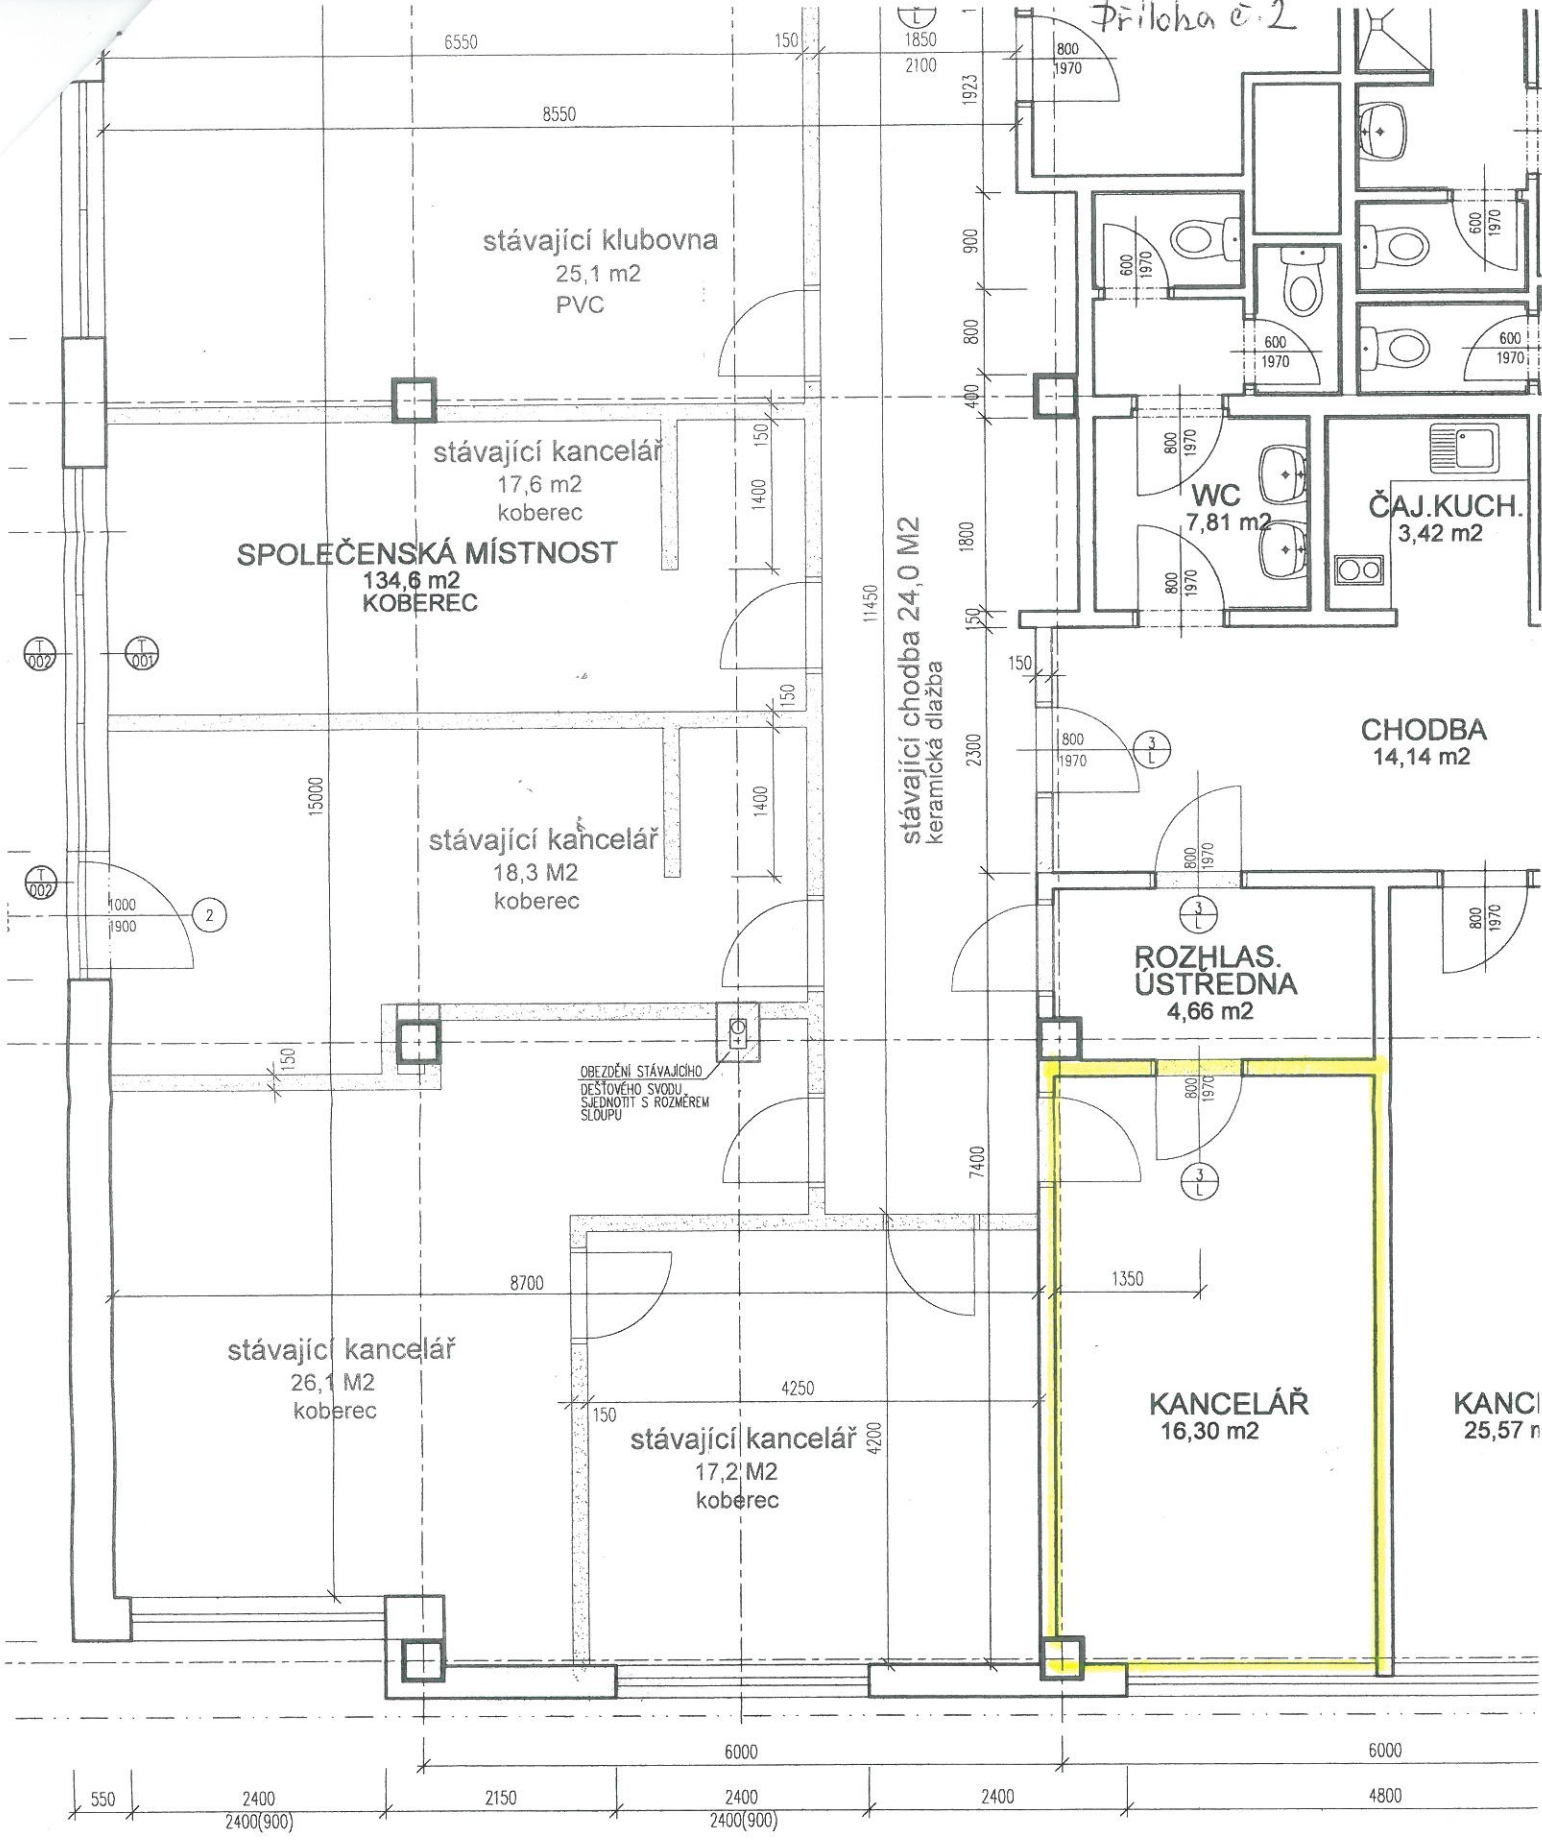 Příloha č. 2
6550
150
1850
2100
1
L
800
1970
8550
1923
stávající klubovna
25,1 m2
PVC
900
800
400
600
1970
600
1970
600
1970
600
1970
stávající kancelář
17,6 m2
koberec
150
1400
SPOLEČENSKÁ MÍSTNOST
134,6 m2
KOBEREC
800
1970
WC
7,81 m2
800
1970
ČAJ.KUCH.
3,42 m2
1800
150
11450
stávající chodba 24,0 M2
keramická dlažba
T
002
T
001
150
150
2300
800
1970
3
L
CHODBA
14,14 m2
15000
1400
stávající kancelář
18,3 M2
koberec
T
002
1000
1900
2
800
1970
3
L
800
1970
ROZHLAS.
ÚSTŘEDNA
4,66 m2
150
OBEZDĚNÍ STÁVAJÍCÍHO
DEŠŤOVÉHO SVODU
SJEDNOTIT S ROZMĚREM
SLOUPU
800
1970
3
L
7400
8700
1350
stávající kancelář
26,1 M2
koberec
4250
150
4200
stávající kancelář
17,2 M2
koberec
KANCELÁŘ
16,30 m2
KANC
25,57
6000
6000
550
2400
2400(900)
2150
2400
2400(900)
2400
4800